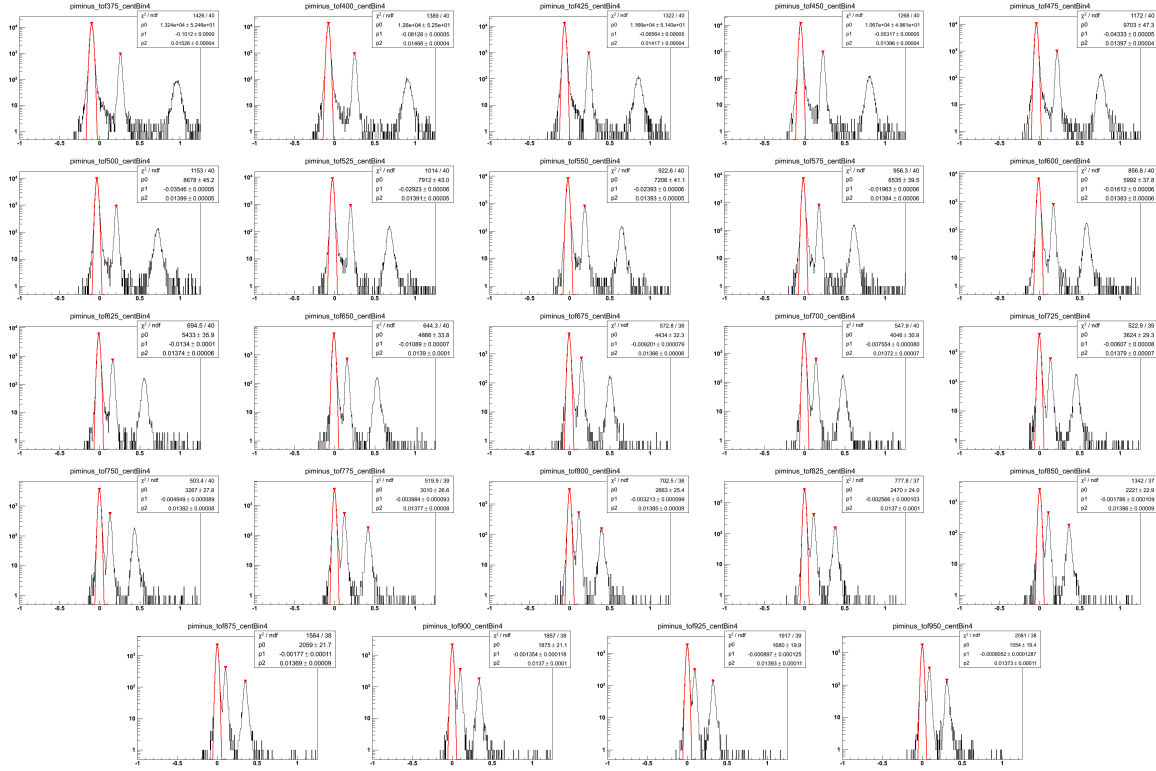 piminus_tof375_centBin4
χ² / ndf 1426 / 40
p0 1.324e+04 ± 5.246e+01
p1 -0.1012 ± 0.0000
p2 0.01526 ± 0.00004
piminus_tof400_centBin4
χ² / ndf 1389 / 40
p0 1.26e+04 ± 5.25e+01
p1 -0.08128 ± 0.00005
p2 0.01466 ± 0.00004
piminus_tof425_centBin4
χ² / ndf 1322 / 40
p0 1.166e+04 ± 5.140e+01
p1 -0.06564 ± 0.00005
p2 0.01417 ± 0.00004
piminus_tof450_centBin4
χ² / ndf 1268 / 40
p0 1.067e+04 ± 4.961e+01
p1 -0.05317 ± 0.00005
p2 0.01396 ± 0.00004
piminus_tof475_centBin4
χ² / ndf 1172 / 40
p0 9703 ± 47.3
p1 -0.04333 ± 0.00005
p2 0.01397 ± 0.00004
piminus_tof500_centBin4
χ² / ndf 1153 / 40
p0 8678 ± 45.2
p1 -0.03546 ± 0.00005
p2 0.01399 ± 0.00005
piminus_tof525_centBin4
χ² / ndf 1014 / 40
p0 7912 ± 43.0
p1 -0.02923 ± 0.00006
p2 0.01391 ± 0.00005
piminus_tof550_centBin4
χ² / ndf 922.6 / 40
p0 7206 ± 41.1
p1 -0.02393 ± 0.00006
p2 0.01393 ± 0.00005
piminus_tof575_centBin4
χ² / ndf 956.3 / 40
p0 6535 ± 39.5
p1 -0.01963 ± 0.00006
p2 0.01384 ± 0.00006
piminus_tof600_centBin4
χ² / ndf 856.8 / 40
p0 5992 ± 37.8
p1 -0.01612 ± 0.00006
p2 0.01383 ± 0.00006
piminus_tof625_centBin4
χ² / ndf 694.5 / 40
p0 5433 ± 35.9
p1 -0.0134 ± 0.0001
p2 0.01374 ± 0.00006
piminus_tof650_centBin4
χ² / ndf 644.3 / 40
p0 4866 ± 33.8
p1 -0.01089 ± 0.00007
p2 0.0139 ± 0.0001
piminus_tof675_centBin4
χ² / ndf 572.8 / 38
p0 4434 ± 32.3
p1 -0.009201 ± 0.000076
p2 0.01366 ± 0.00006
piminus_tof700_centBin4
χ² / ndf 547.9 / 40
p0 4046 ± 30.9
p1 -0.007554 ± 0.000080
p2 0.01372 ± 0.00007
piminus_tof725_centBin4
χ² / ndf 522.9 / 39
p0 3624 ± 29.3
p1 -0.00607 ± 0.00008
p2 0.01379 ± 0.00007
piminus_tof750_centBin4
χ² / ndf 503.4 / 40
p0 3267 ± 27.8
p1 -0.004849 ± 0.000089
p2 0.01382 ± 0.00008
piminus_tof775_centBin4
χ² / ndf 519.9 / 39
p0 3010 ± 26.6
p1 -0.003984 ± 0.000093
p2 0.01377 ± 0.00008
piminus_tof800_centBin4
χ² / ndf 702.5 / 38
p0 2663 ± 25.4
p1 -0.003213 ± 0.000099
p2 0.01385 ± 0.00009
piminus_tof825_centBin4
χ² / ndf 777.8 / 37
p0 2470 ± 24.0
p1 -0.002566 ± 0.000103
p2 0.0137 ± 0.0001
piminus_tof850_centBin4
χ² / ndf 1342 / 37
p0 2221 ± 22.9
p1 -0.001786 ± 0.000109
p2 0.01386 ± 0.00009
piminus_tof875_centBin4
χ² / ndf 1564 / 38
p0 2059 ± 21.7
p1 -0.00177 ± 0.00011
p2 0.01369 ± 0.00009
piminus_tof900_centBin4
χ² / ndf 1857 / 38
p0 1875 ± 21.1
p1 -0.001354 ± 0.000118
p2 0.0137 ± 0.0001
piminus_tof925_centBin4
χ² / ndf 1917 / 39
p0 1680 ± 19.9
p1 -0.000897 ± 0.000125
p2 0.01393 ± 0.00011
piminus_tof950_centBin4
χ² / ndf 2081 / 38
p0 1554 ± 19.4
p1 -0.0008052 ± 0.0001287
p2 0.01373 ± 0.00011